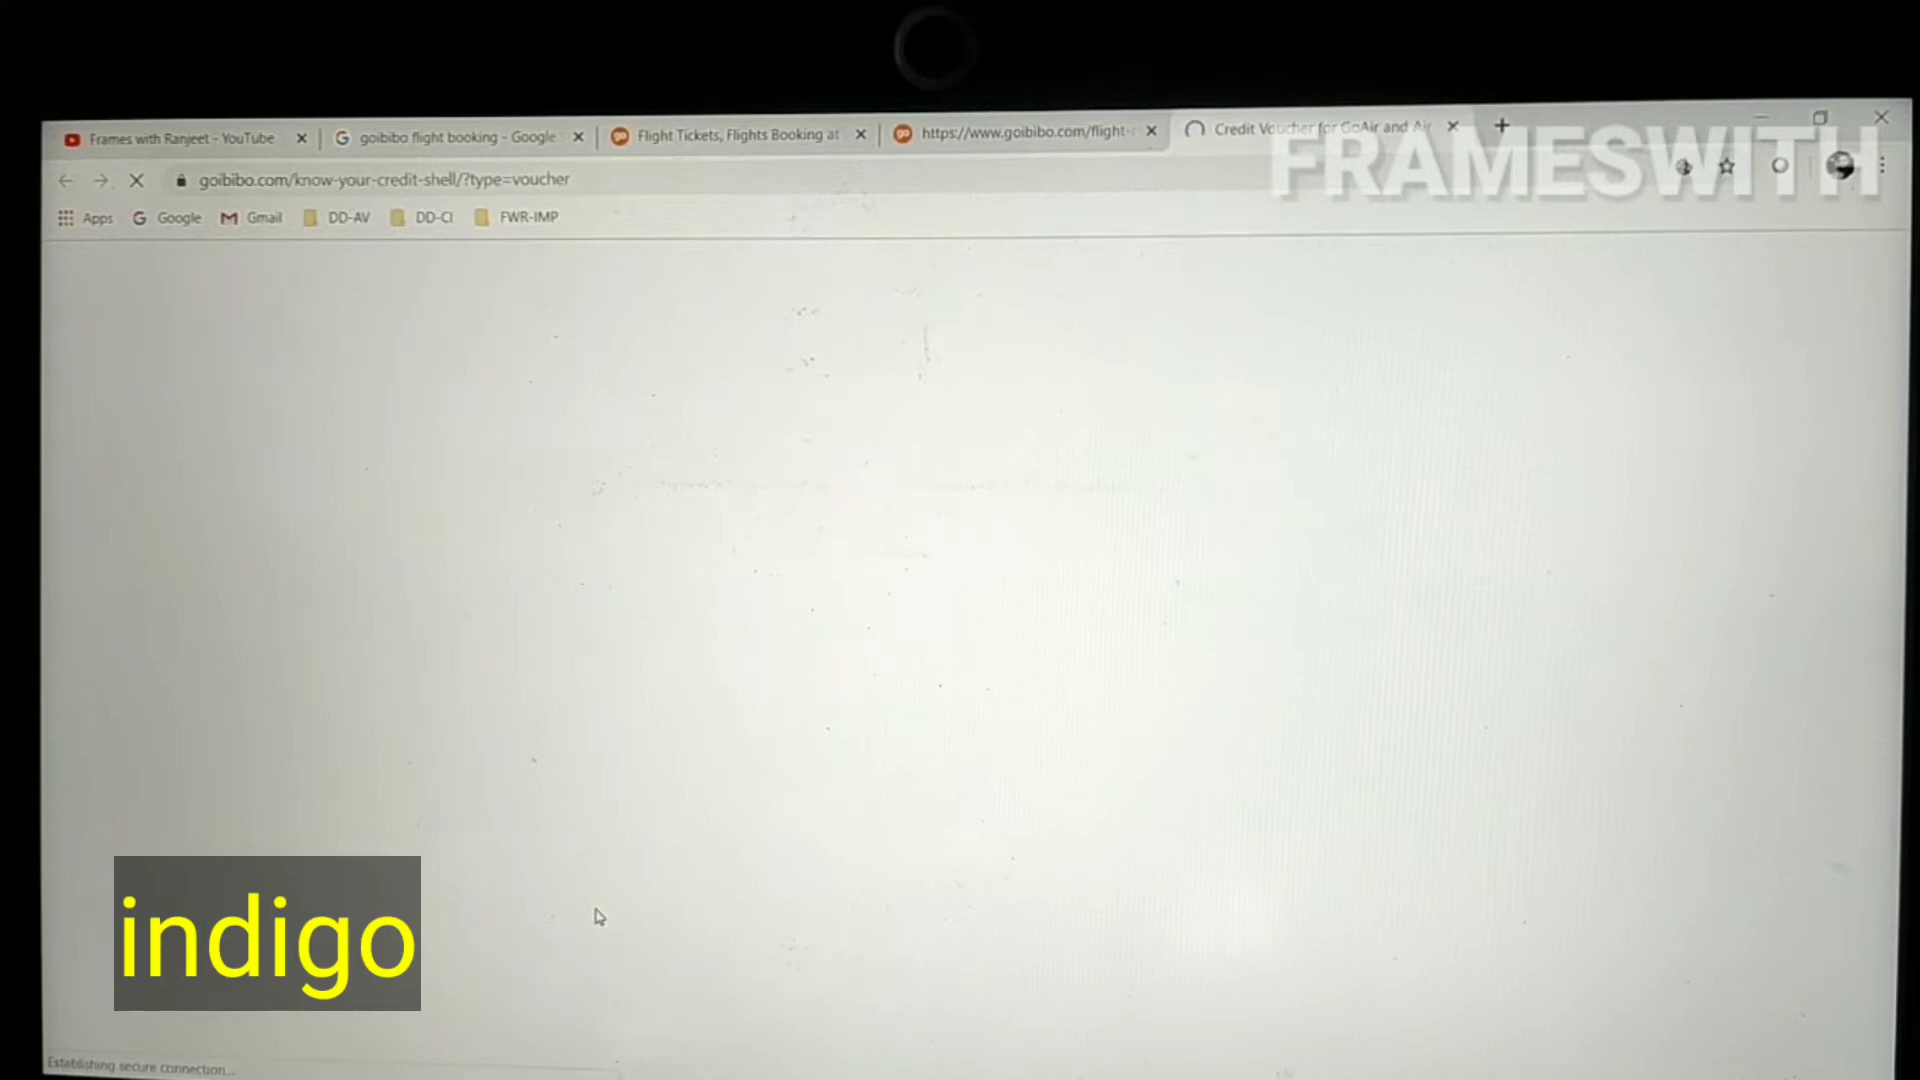 Frames with Ranjeet - YouTube
goibibo flight booking - Google
Flight Tickets, Flights Booking at
https://www.goibibo.com/flight-
Credit Voucher for GoAir and Air
FRAMESWITH
goibibo.com/know-your-credit-shell/?type=voucher
Apps Google Gmail DD-AV DD-CI FWR-IMP
indigo
Establishing secure connection...